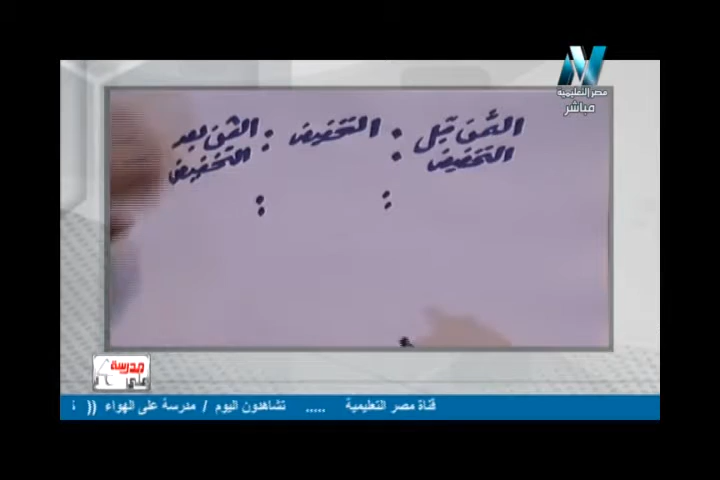 مصر التعليمية
مباشر
الثمن قبل : التخفيض : الثمن بعد
التخفيض التخفيض
: :
مدرسة
على
قناة مصر التعليمية ..... تشاهدون اليوم / مدرسة على الهواء ((